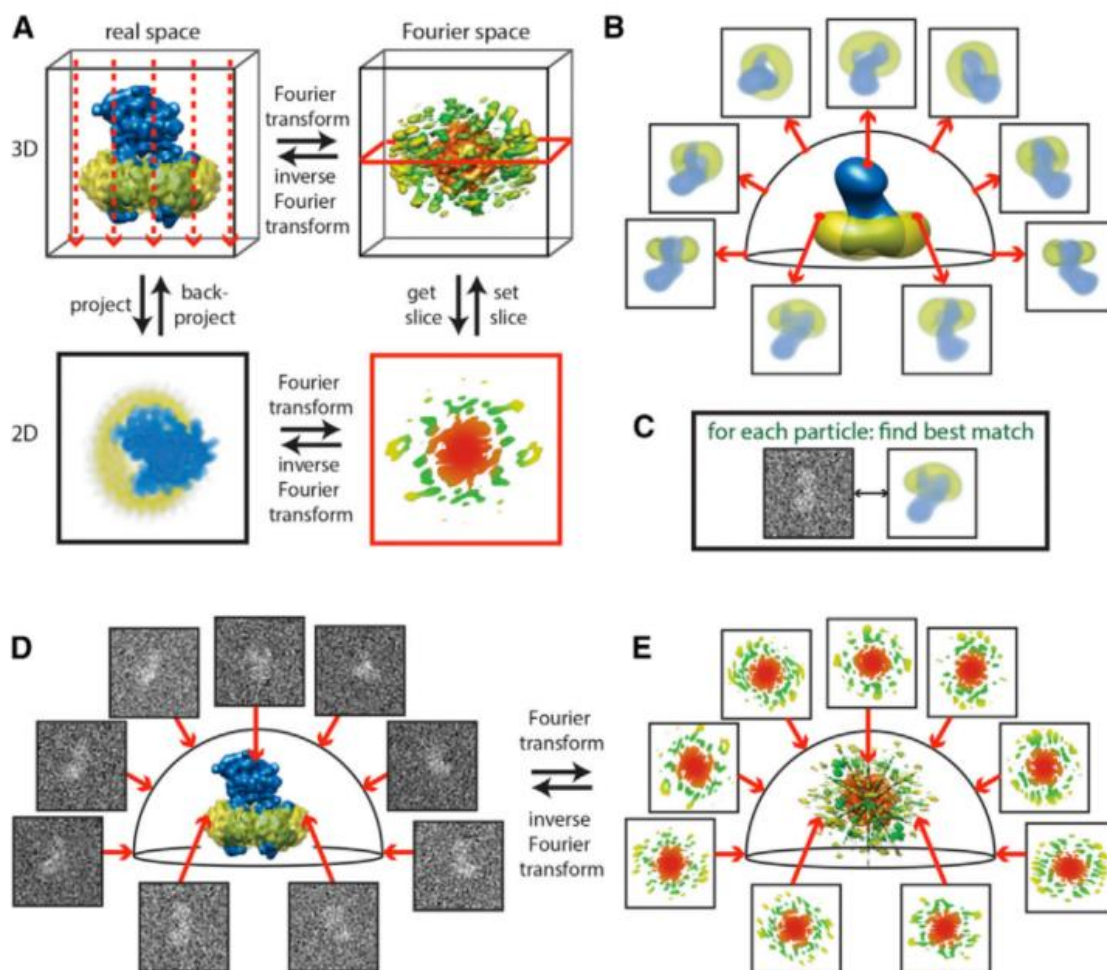 A
real space
Fourier space
3D
Fourier
transform
inverse
Fourier
transform
project
back-
project
get
slice
set
slice
2D
Fourier
transform
inverse
Fourier
transform
B
C
for each particle: find best match
D
Fourier
transform
inverse
Fourier
transform
E